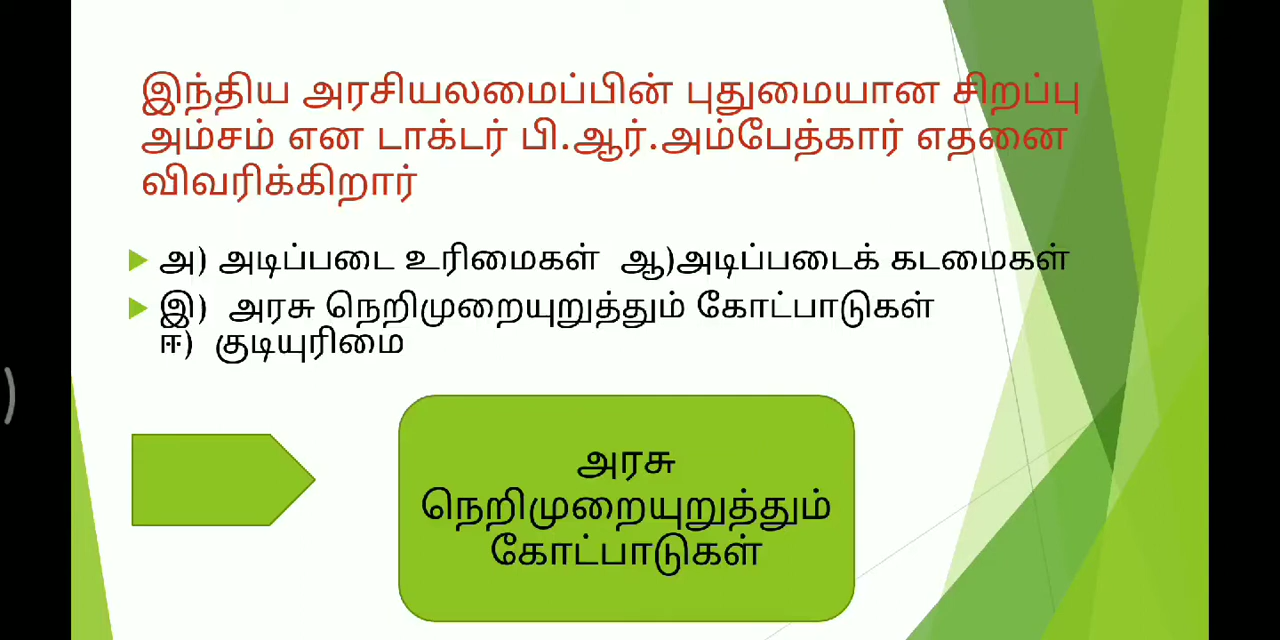 இந்திய அரசியலமைப்பின் புதுமையான சிறப்பு
அம்சம் என டாக்டர் பி.ஆர்.அம்பேத்கார் எதனை
விவரிக்கிறார்
அ) அடிப்படை உரிமைகள் ஆ)அடிப்படைக் கடமைகள்
இ) அரசு நெறிமுறையுறுத்தும் கோட்பாடுகள்
ஈ) குடியுரிமை
அரசு
நெறிமுறையுறுத்தும்
கோட்பாடுகள்